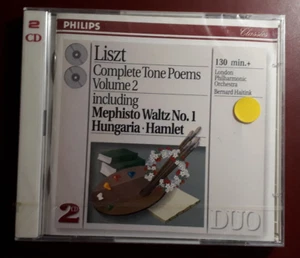 2
CD
PHILIPS
Classics
Liszt
Complete Tone Poems
Volume 2
including
Mephisto Waltz No. 1
Hungaria · Hamlet
130 min.+
London
Philharmonic
Orchestra
Bernard Haitink
2
DUO